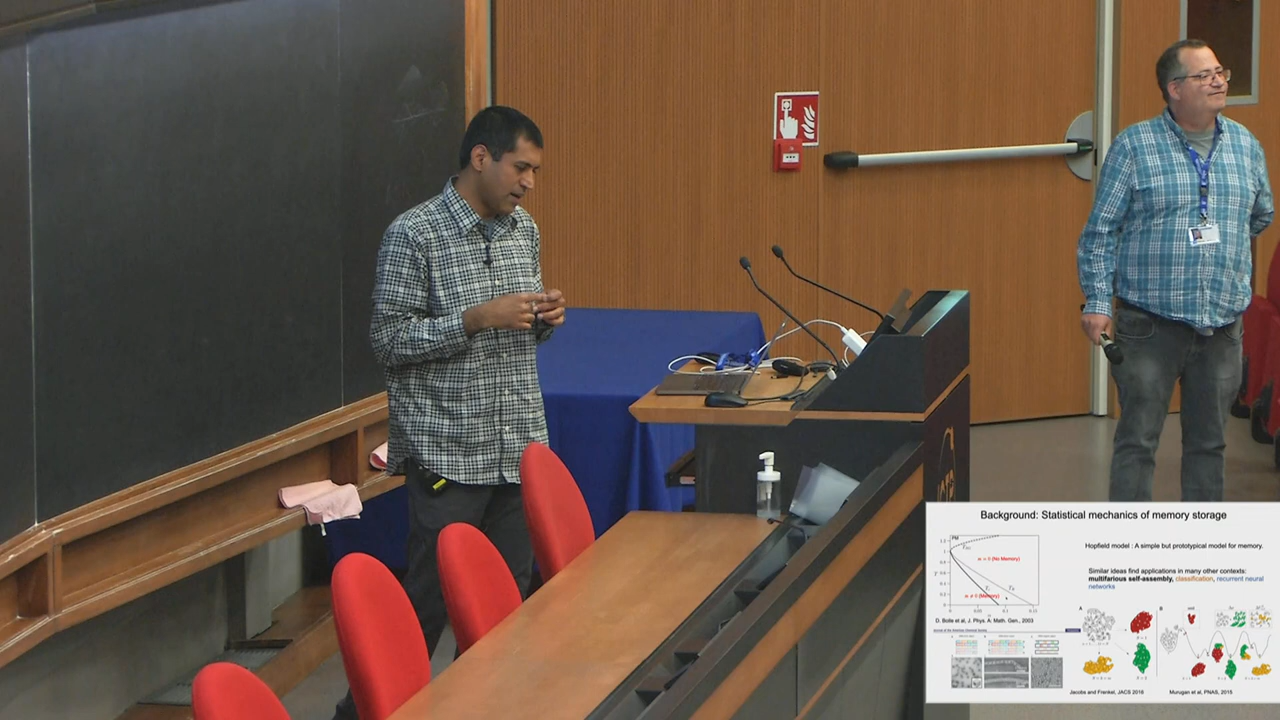 ICTP
Background: Statistical mechanics of memory storage
Hopfield model : A simple but prototypical model for memory.
Similar ideas find applications in many other contexts:
multifarious self-assembly, classification, recurrent neural
networks
PM
m = 0 (No Memory)
m ≠ 0 (Memory)
D. Bolle et al, J. Phys. A: Math. Gen., 2003
A
B
Jacobs and Frenkel, JACS 2016
Murugan et al, PNAS, 2015